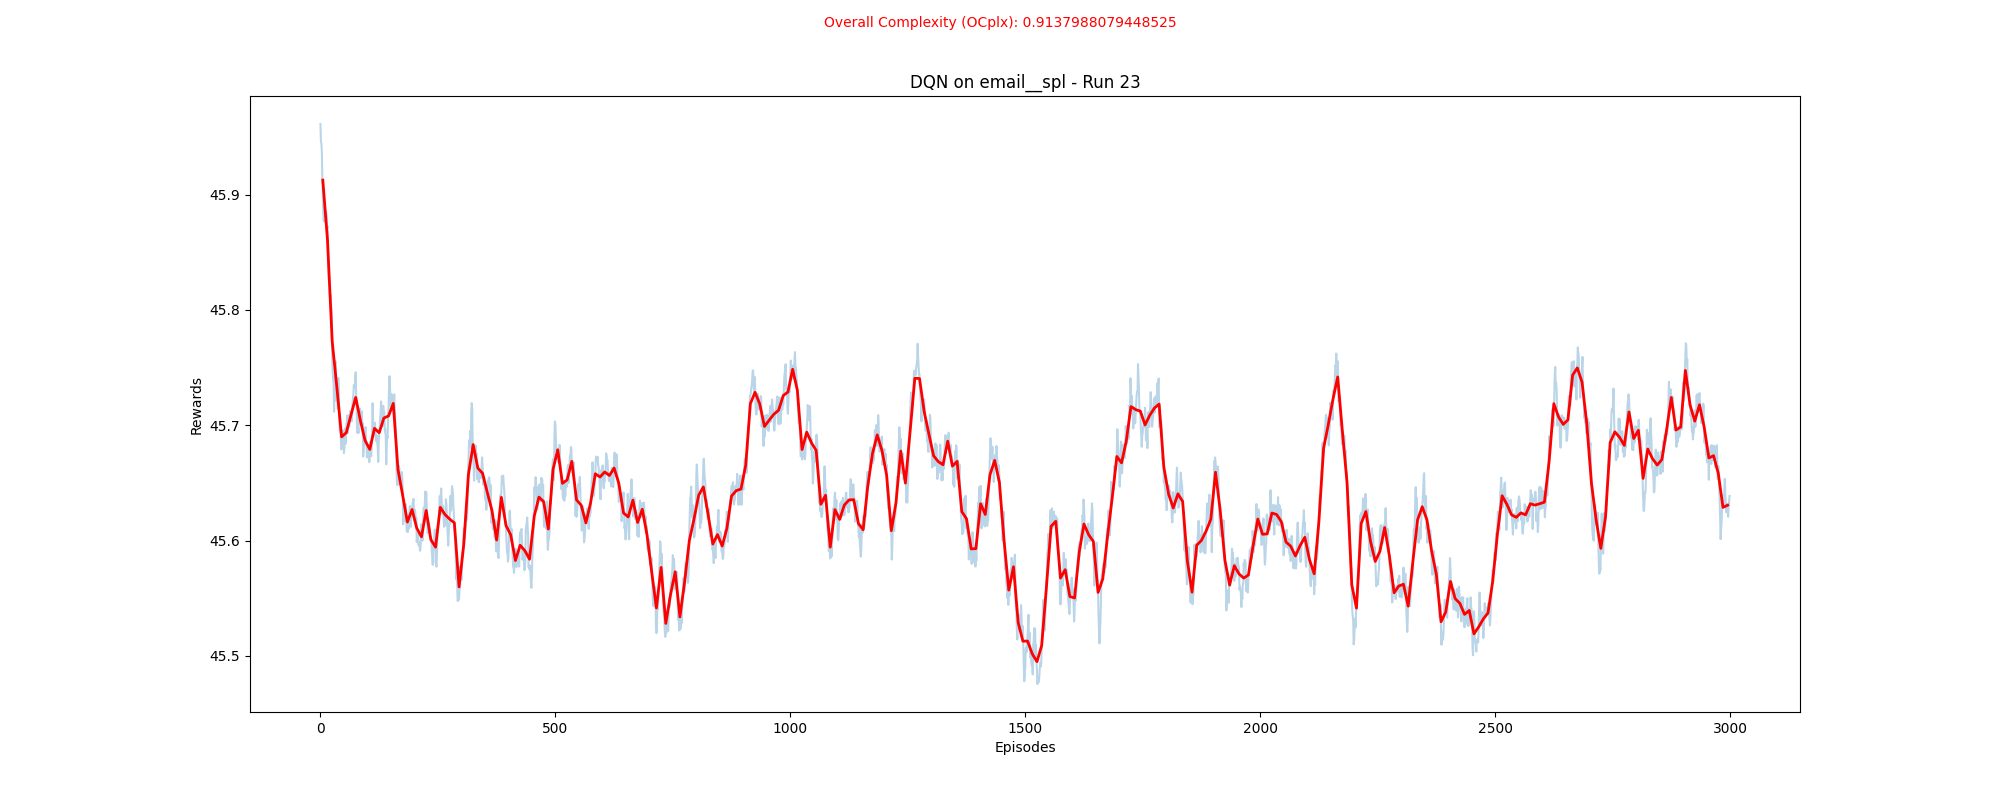 Overall Complexity (OCplx): 0.9137988079448525
DQN on email__spl - Run 23
Rewards
45.9
45.8
45.7
45.6
45.5
0 500 1000 1500 2000 2500 3000
Episodes